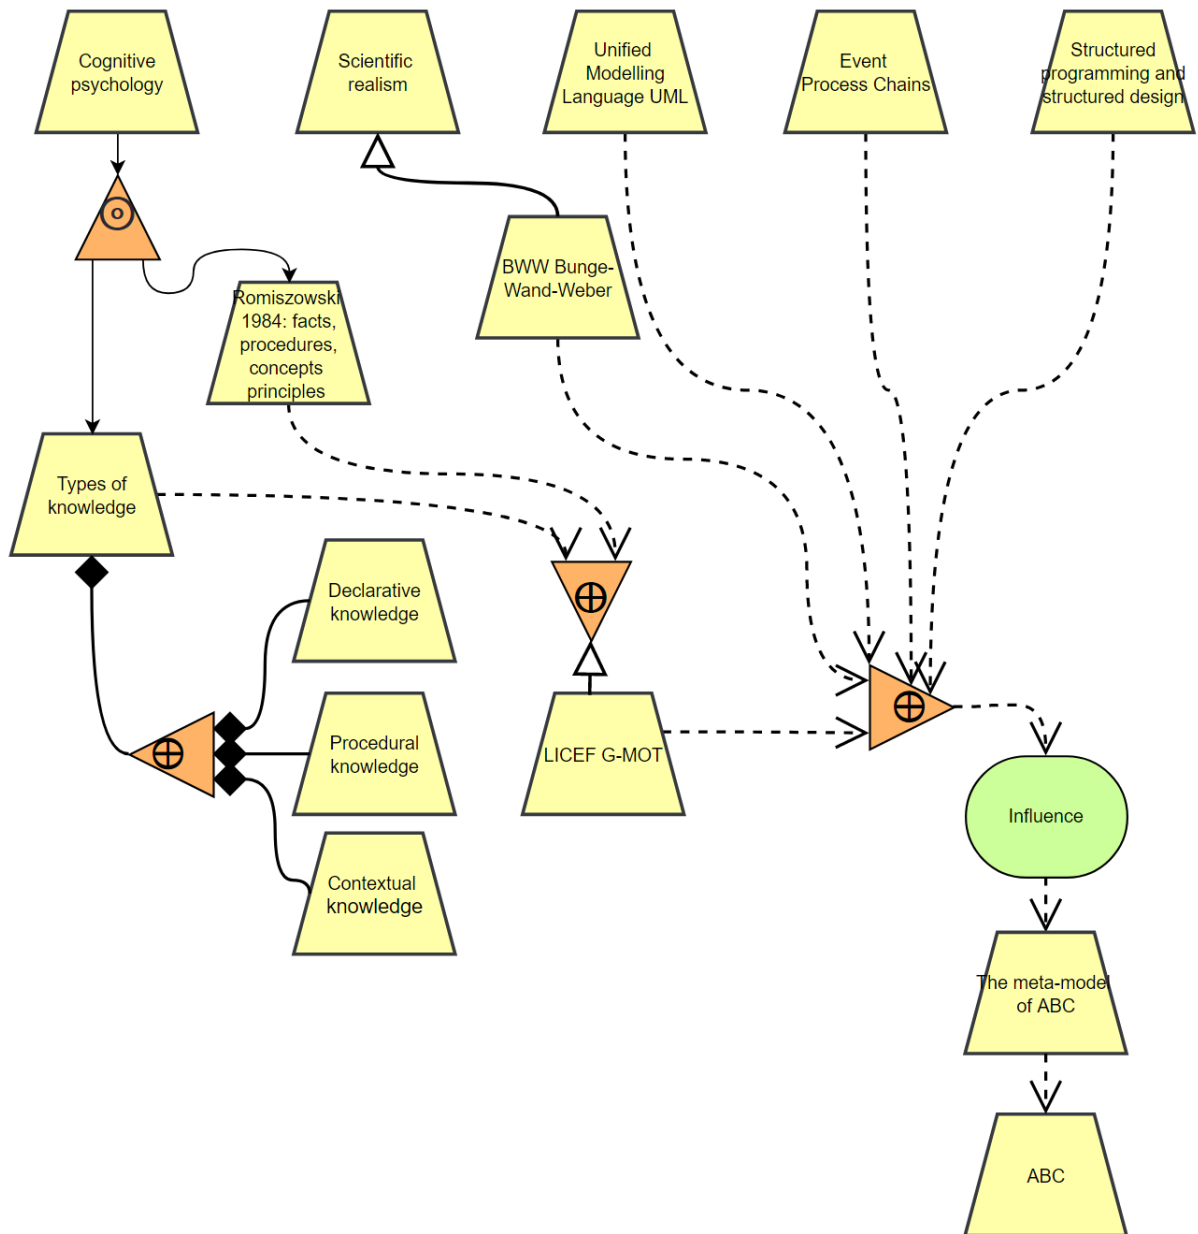 Cognitive
psychology
Scientific
realism
Unified
Modelling
Language UML
Event
Process Chains
Structured
programming and
structured design
O
BWW Bunge-
Wand-Weber
Romiszowski
1984: facts,
procedures,
concepts
principles
Types of
knowledge
Declarative
knowledge
Procedural
knowledge
LICEF G-MOT
Contextual
knowledge
Influence
The meta-model
of ABC
ABC